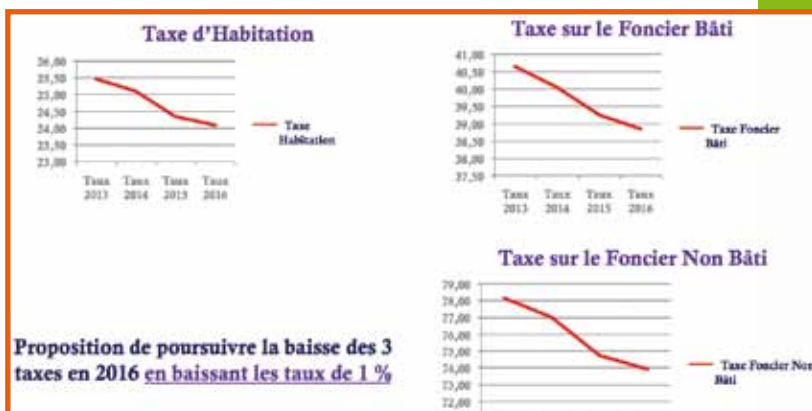 Taxe d'Habitation
26,00
25,50
25,00
24,50
24,00
23,50
23,00
Taux 2013
Taux 2014
Taux 2015
Taux 2016
Taxe
Habitation
Taxe sur le Foncier Bâti
41,00
40,50
40,00
39,50
39,00
38,50
38,00
37,50
Taux 2013
Taux 2014
Taux 2015
Taux 2016
Taxe Foncier
Bâti
Taxe sur le Foncier Non Bâti
79,00
78,00
77,00
76,00
75,00
74,00
73,00
72,00
Taxe Foncier Non
Bâti
Proposition de poursuivre la baisse des 3
taxes en 2016 en baissant les taux de 1 %